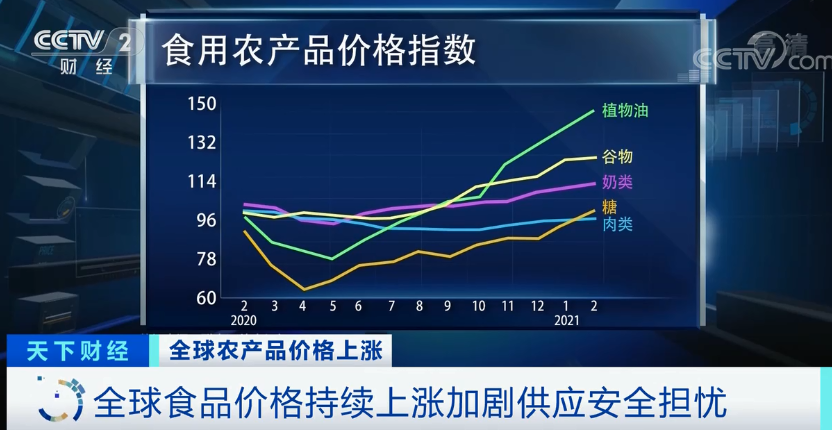 CCTV 2
财经
食用农产品价格指数
高清
CCTV.com
150
132
114
96
78
60
植物油
谷物
奶类
糖
肉类
2 3 4 5 6 7 8 9 10 11 12 1 2
2020 2021
天下财经 全球农产品价格上涨
全球食品价格持续上涨加剧供应安全担忧